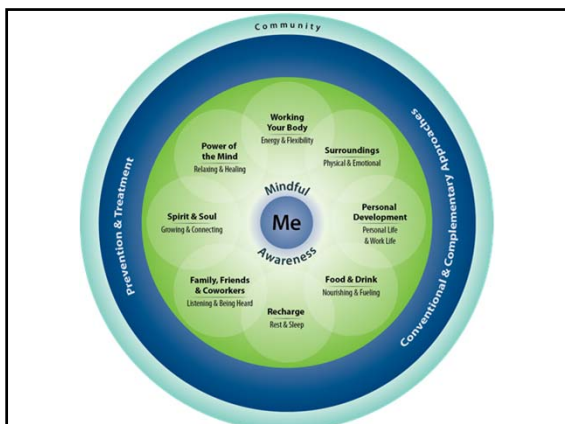 Community
Prevention & Treatment
Conventional & Complementary Approaches
Working
Your Body
Energy & Flexibility
Surroundings
Physical & Emotional
Personal
Development
Personal Life
& Work Life
Food & Drink
Nourishing & Fueling
Recharge
Rest & Sleep
Family, Friends
& Coworkers
Listening & Being Heard
Spirit & Soul
Growing & Connecting
Power of
the Mind
Relaxing & Healing
Mindful
Me
Awareness